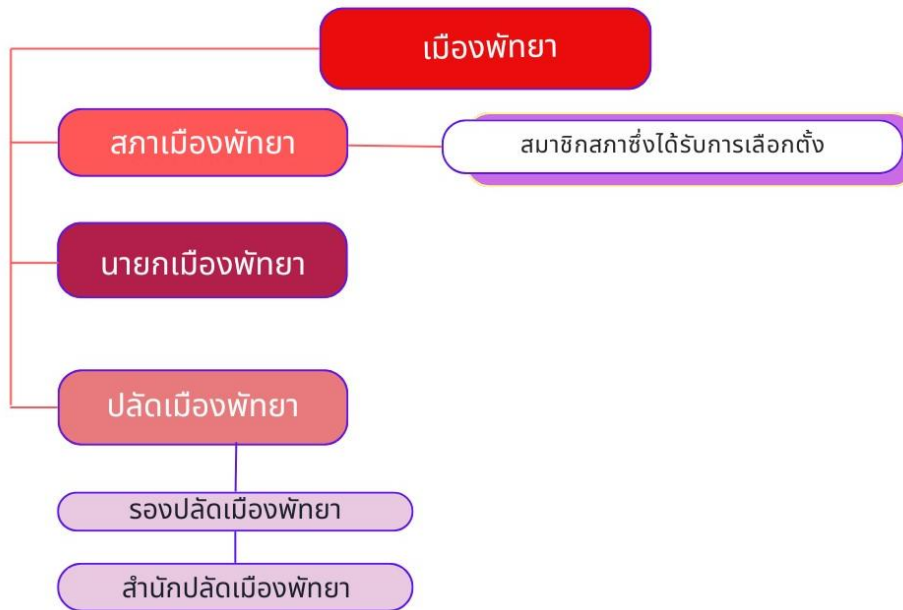 เมืองพัทยา
สภาเมืองพัทยา
สมาชิกสภาซึ่งได้รับการเลือกตั้ง
นายกเมืองพัทยา
ปลัดเมืองพัทยา
รองปลัดเมืองพัทยา
สำนักปลัดเมืองพัทยา